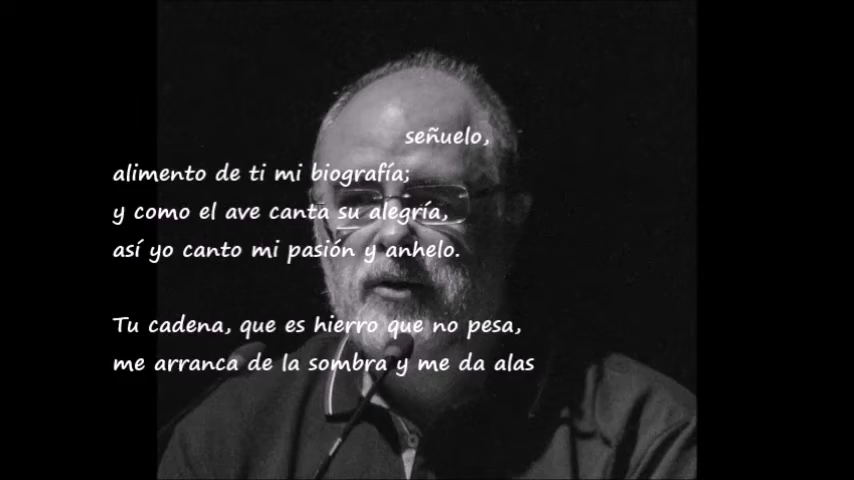 señuelo,
alimento de ti mi biografía;
y como el ave canta su alegría,
así yo canto mi pasión y anhelo.
Tu cadena, que es hierro que no pesa,
me arranca de la sombra y me da alas